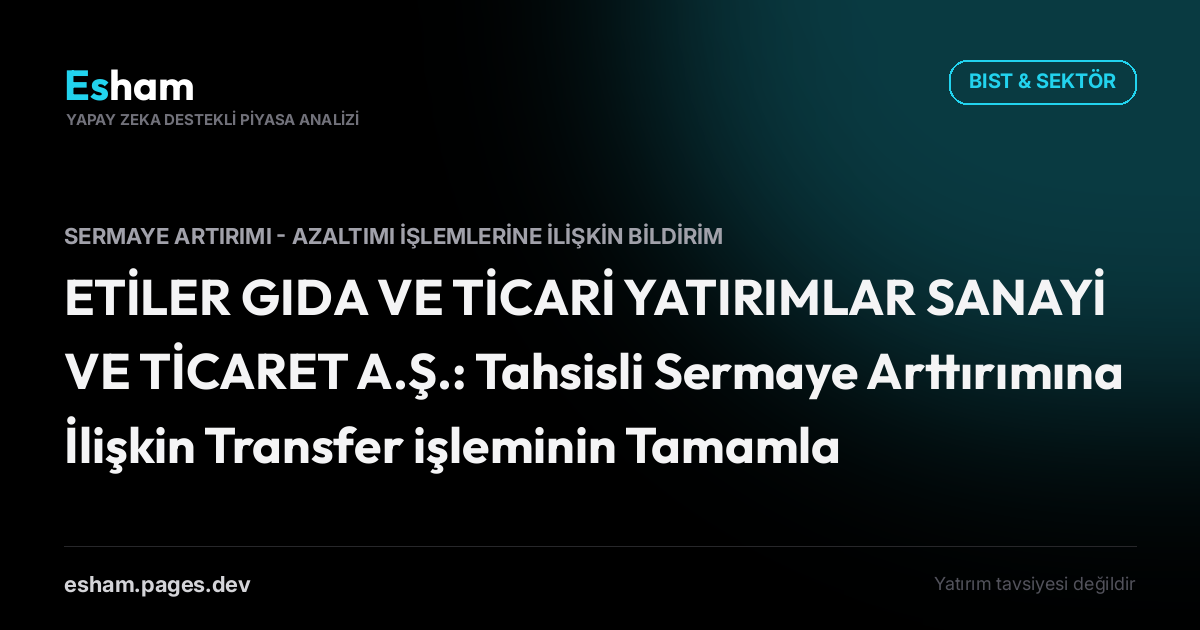 Esham
YAPAY ZEKA DESTEKLİ PİYASA ANALİZİ
BIST & SEKTÖR
SERMAYE ARTIRIMI - AZALTIMI İŞLEMLERİNE İLİŞKİN BİLDİRİM
ETİLER GIDA VE TİCARİ YATIRIMLAR SANAYİ
VE TİCARET A.Ş.: Tahsisli Sermaye Arttırımına
İlişkin Transfer işleminin Tamamla
esham.pages.dev
Yatırım tavsiyesi değildir